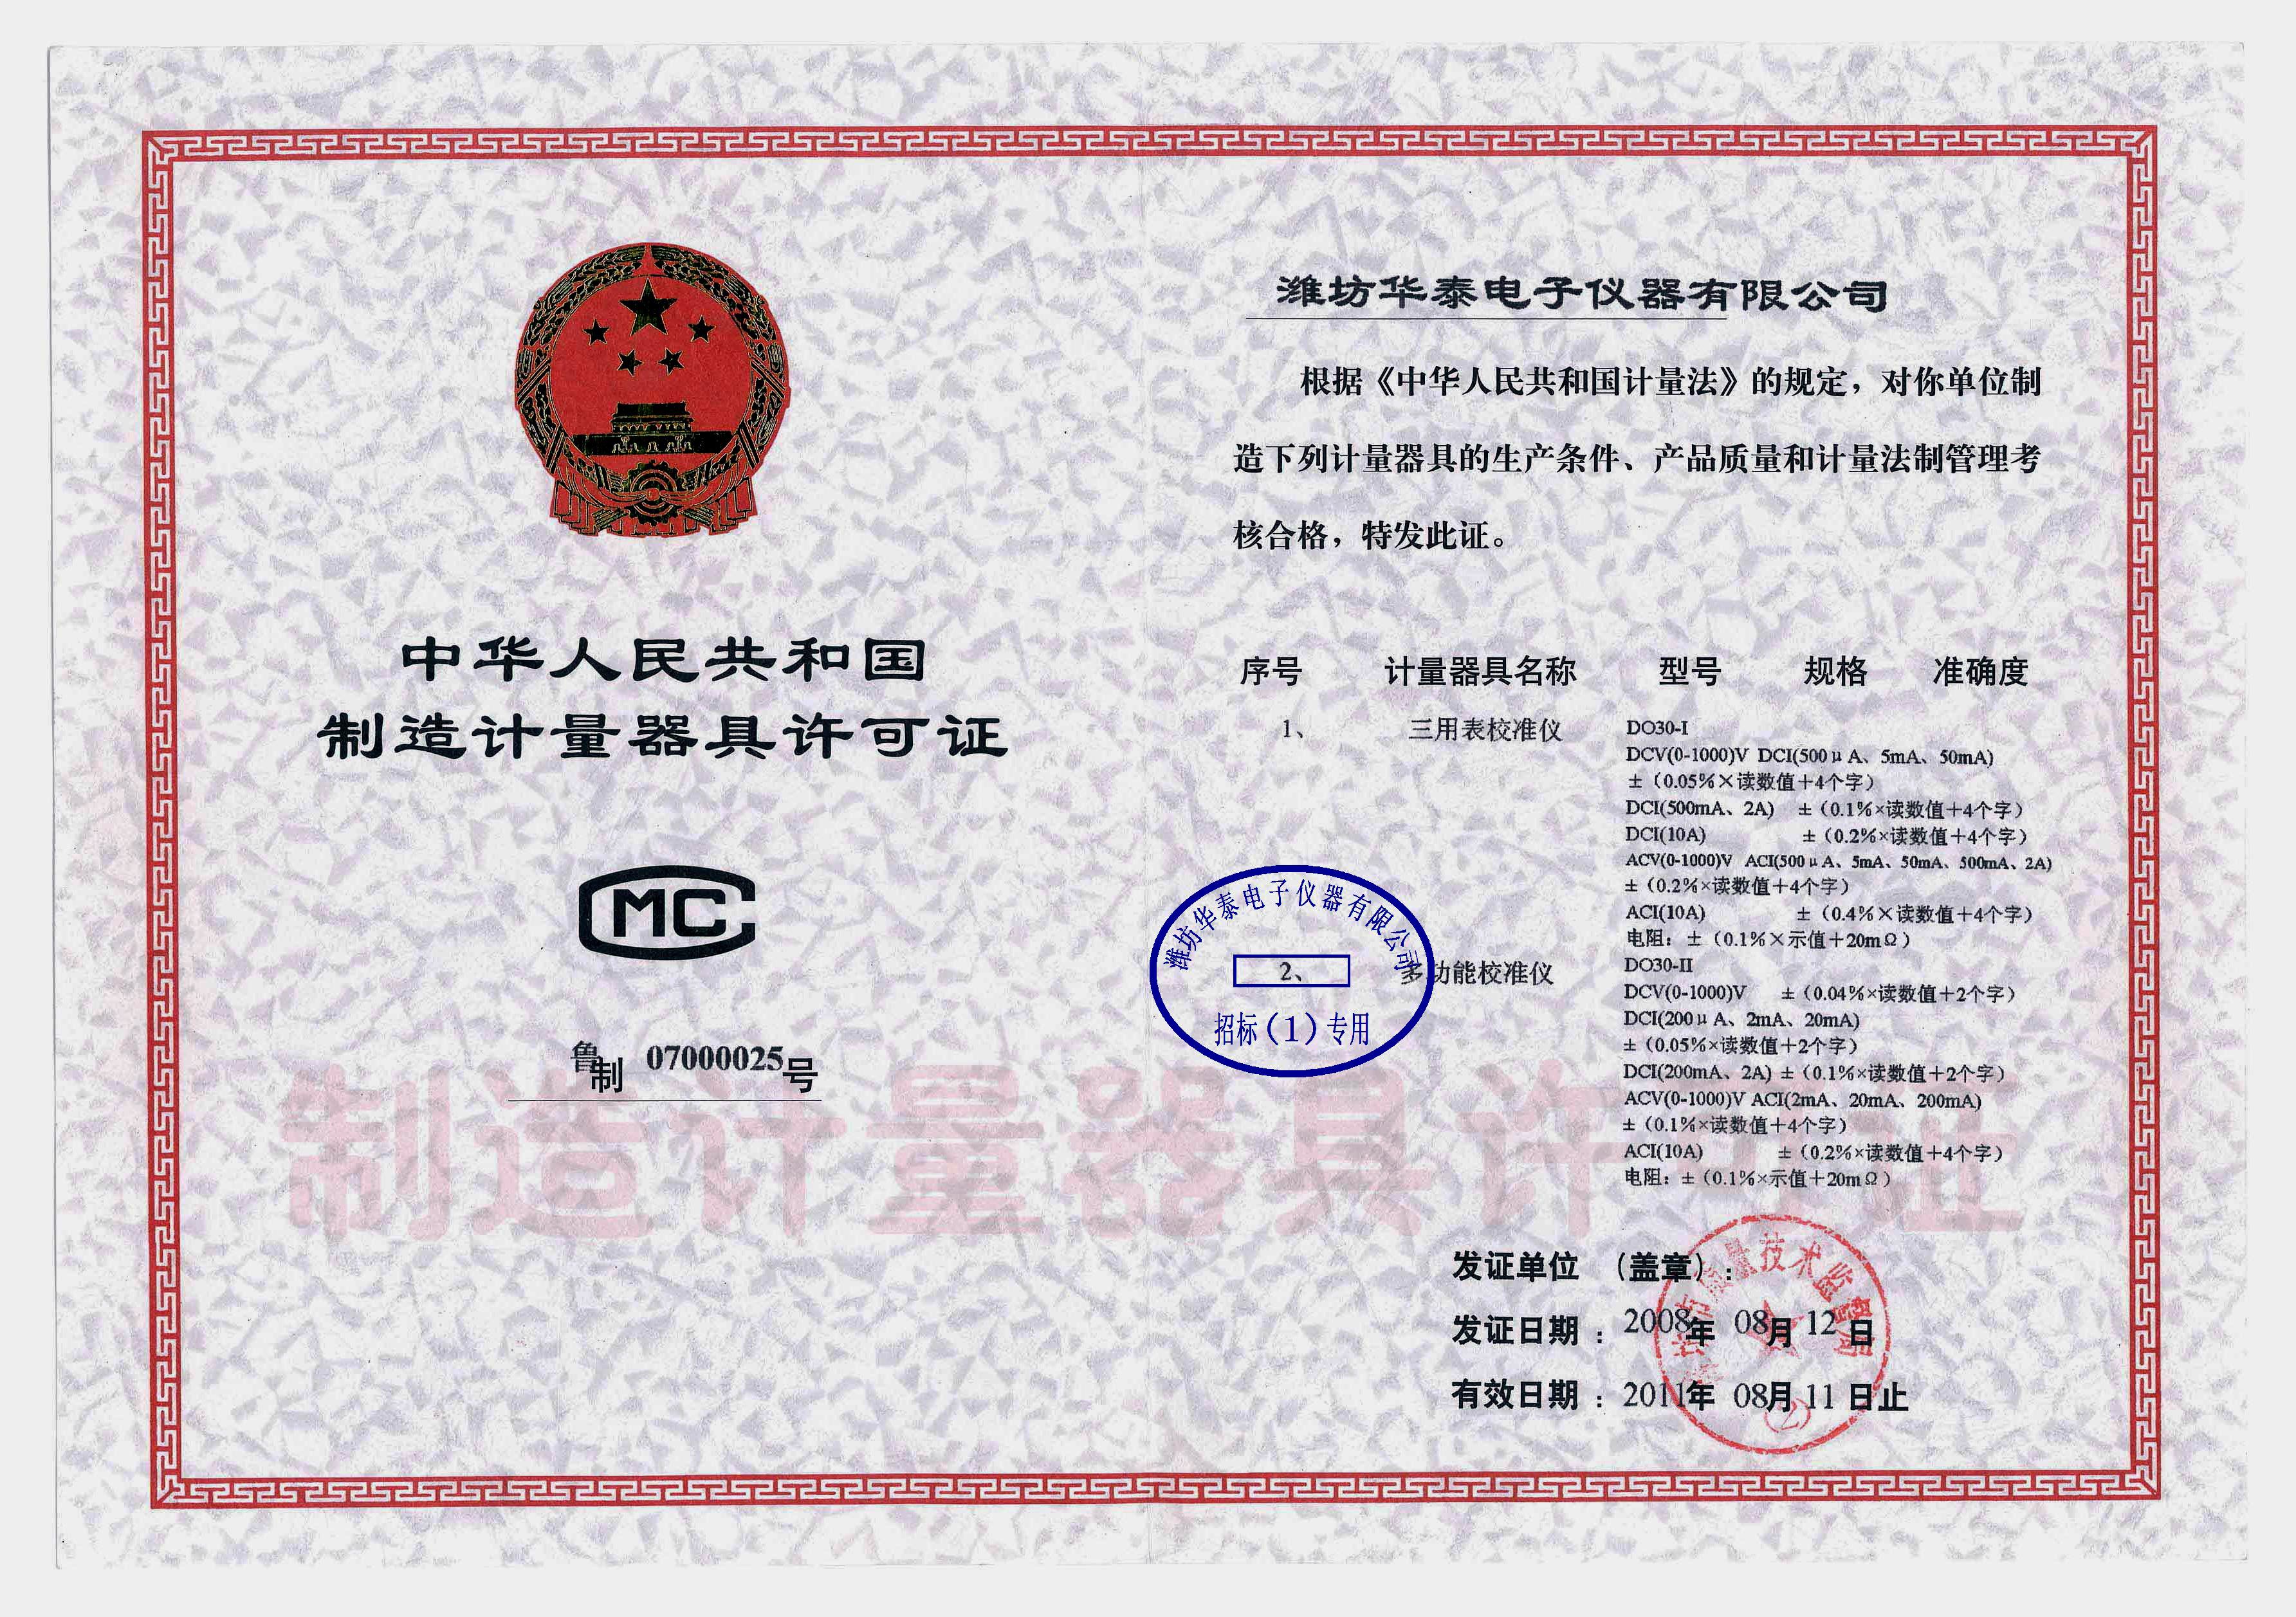 中华人民共和国
制造计量器具许可证
MC
鲁制 07000025号
制造计量器具许 证
潍坊华泰电子仪器有限公司
根据《中华人民共和国计量法》的规定，对你单位制
造下列计量器具的生产条件、产品质量和计量法制管理考
核合格，特发此证。
序号 计量器具名称 型号 规格 准确度
1、 三用表校准仪 DO30-I
DCV(0-1000)V DCI(500μA、5mA、50mA)
±（0.05%×读数值+4个字）
DCI(500mA、2A) ±（0.1%×读数值+4个字）
DCI(10A) ±（0.2%×读数值+4个字）
ACV(0-1000)V ACI(500μA、5mA、50mA、500mA、2A)
±（0.2%×读数值+4个字）
ACI(10A) ±（0.4%×读数值+4个字）
电阻：±（0.1%×示值+20mΩ）
2、 多功能校准仪 DO30-II
DCV(0-1000)V ±（0.04%×读数值+2个字）
DCI(200μA、2mA、20mA)
±（0.05%×读数值+2个字）
DCI(200mA、2A) ±（0.1%×读数值+2个字）
ACV(0-1000)V ACI(2mA、20mA、200mA)
±（0.1%×读数值+4个字）
ACI(10A) ±（0.2%×读数值+4个字）
电阻：±（0.1%×示值+20mΩ）
潍坊华泰电子仪器有限公司
招标（1）专用
发证单位 （盖章）：
发证日期：2008年 08月 12 日
有效日期：2011年 08月 11 日止
质量技术监督局
(2)